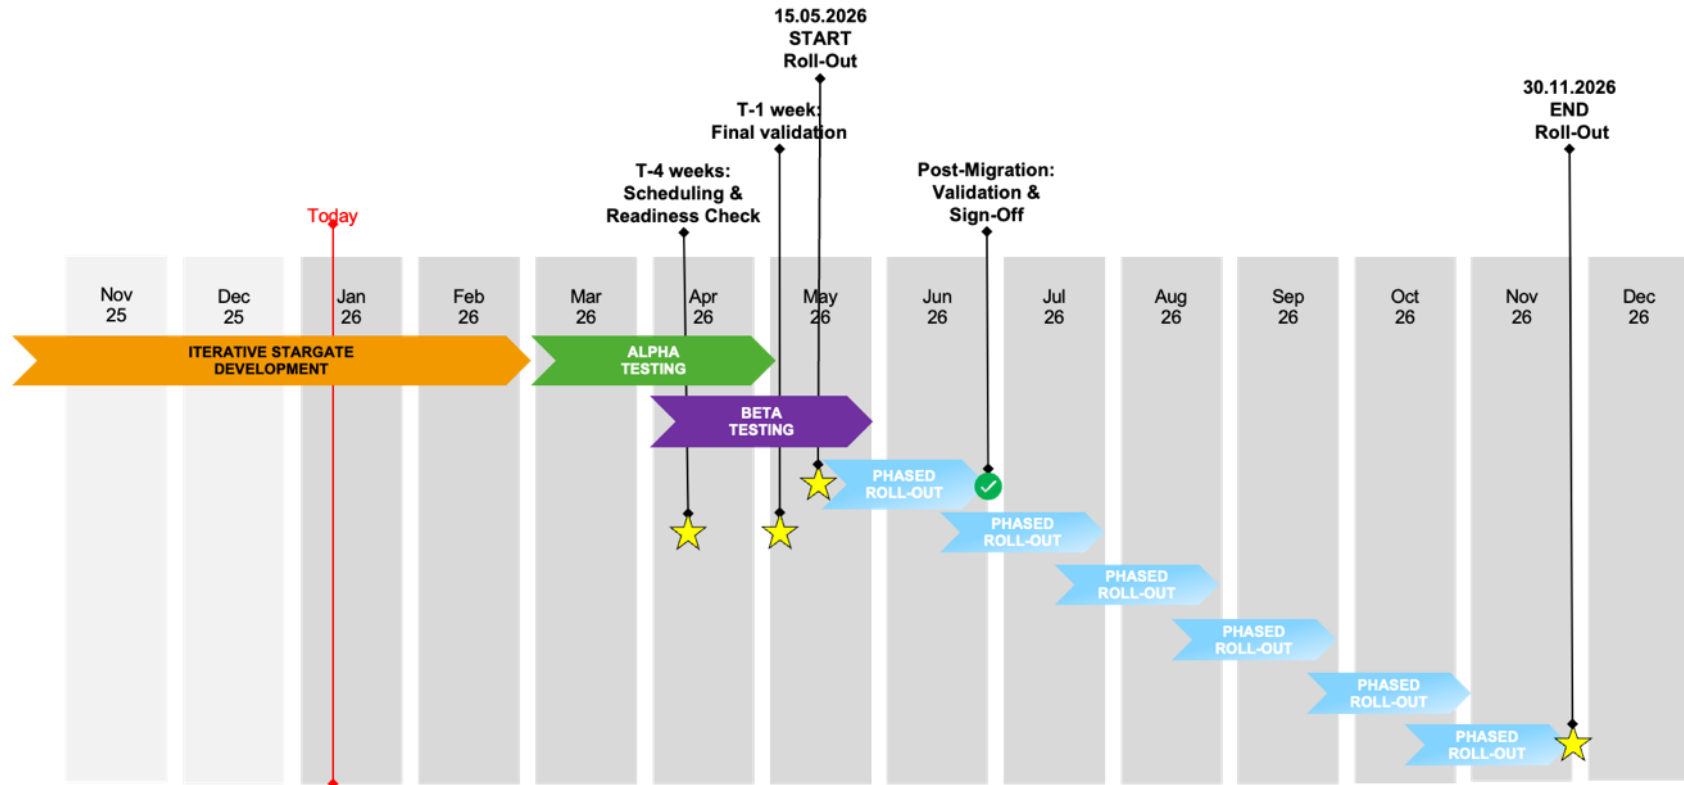 15.05.2026
START
Roll-Out
30.11.2026
END
Roll-Out
T-1 week:
Final validation
T-4 weeks:
Scheduling &
Readiness Check
Post-Migration:
Validation &
Sign-Off
Today
Nov
25
Dec
25
Jan
26
Feb
26
Mar
26
Apr
26
May
26
Jun
26
Jul
26
Aug
26
Sep
26
Oct
26
Nov
26
Dec
26
ITERATIVE STARGATE
DEVELOPMENT
ALPHA
TESTING
BETA
TESTING
PHASED
ROLL-OUT
PHASED
ROLL-OUT
PHASED
ROLL-OUT
PHASED
ROLL-OUT
PHASED
ROLL-OUT
PHASED
ROLL-OUT